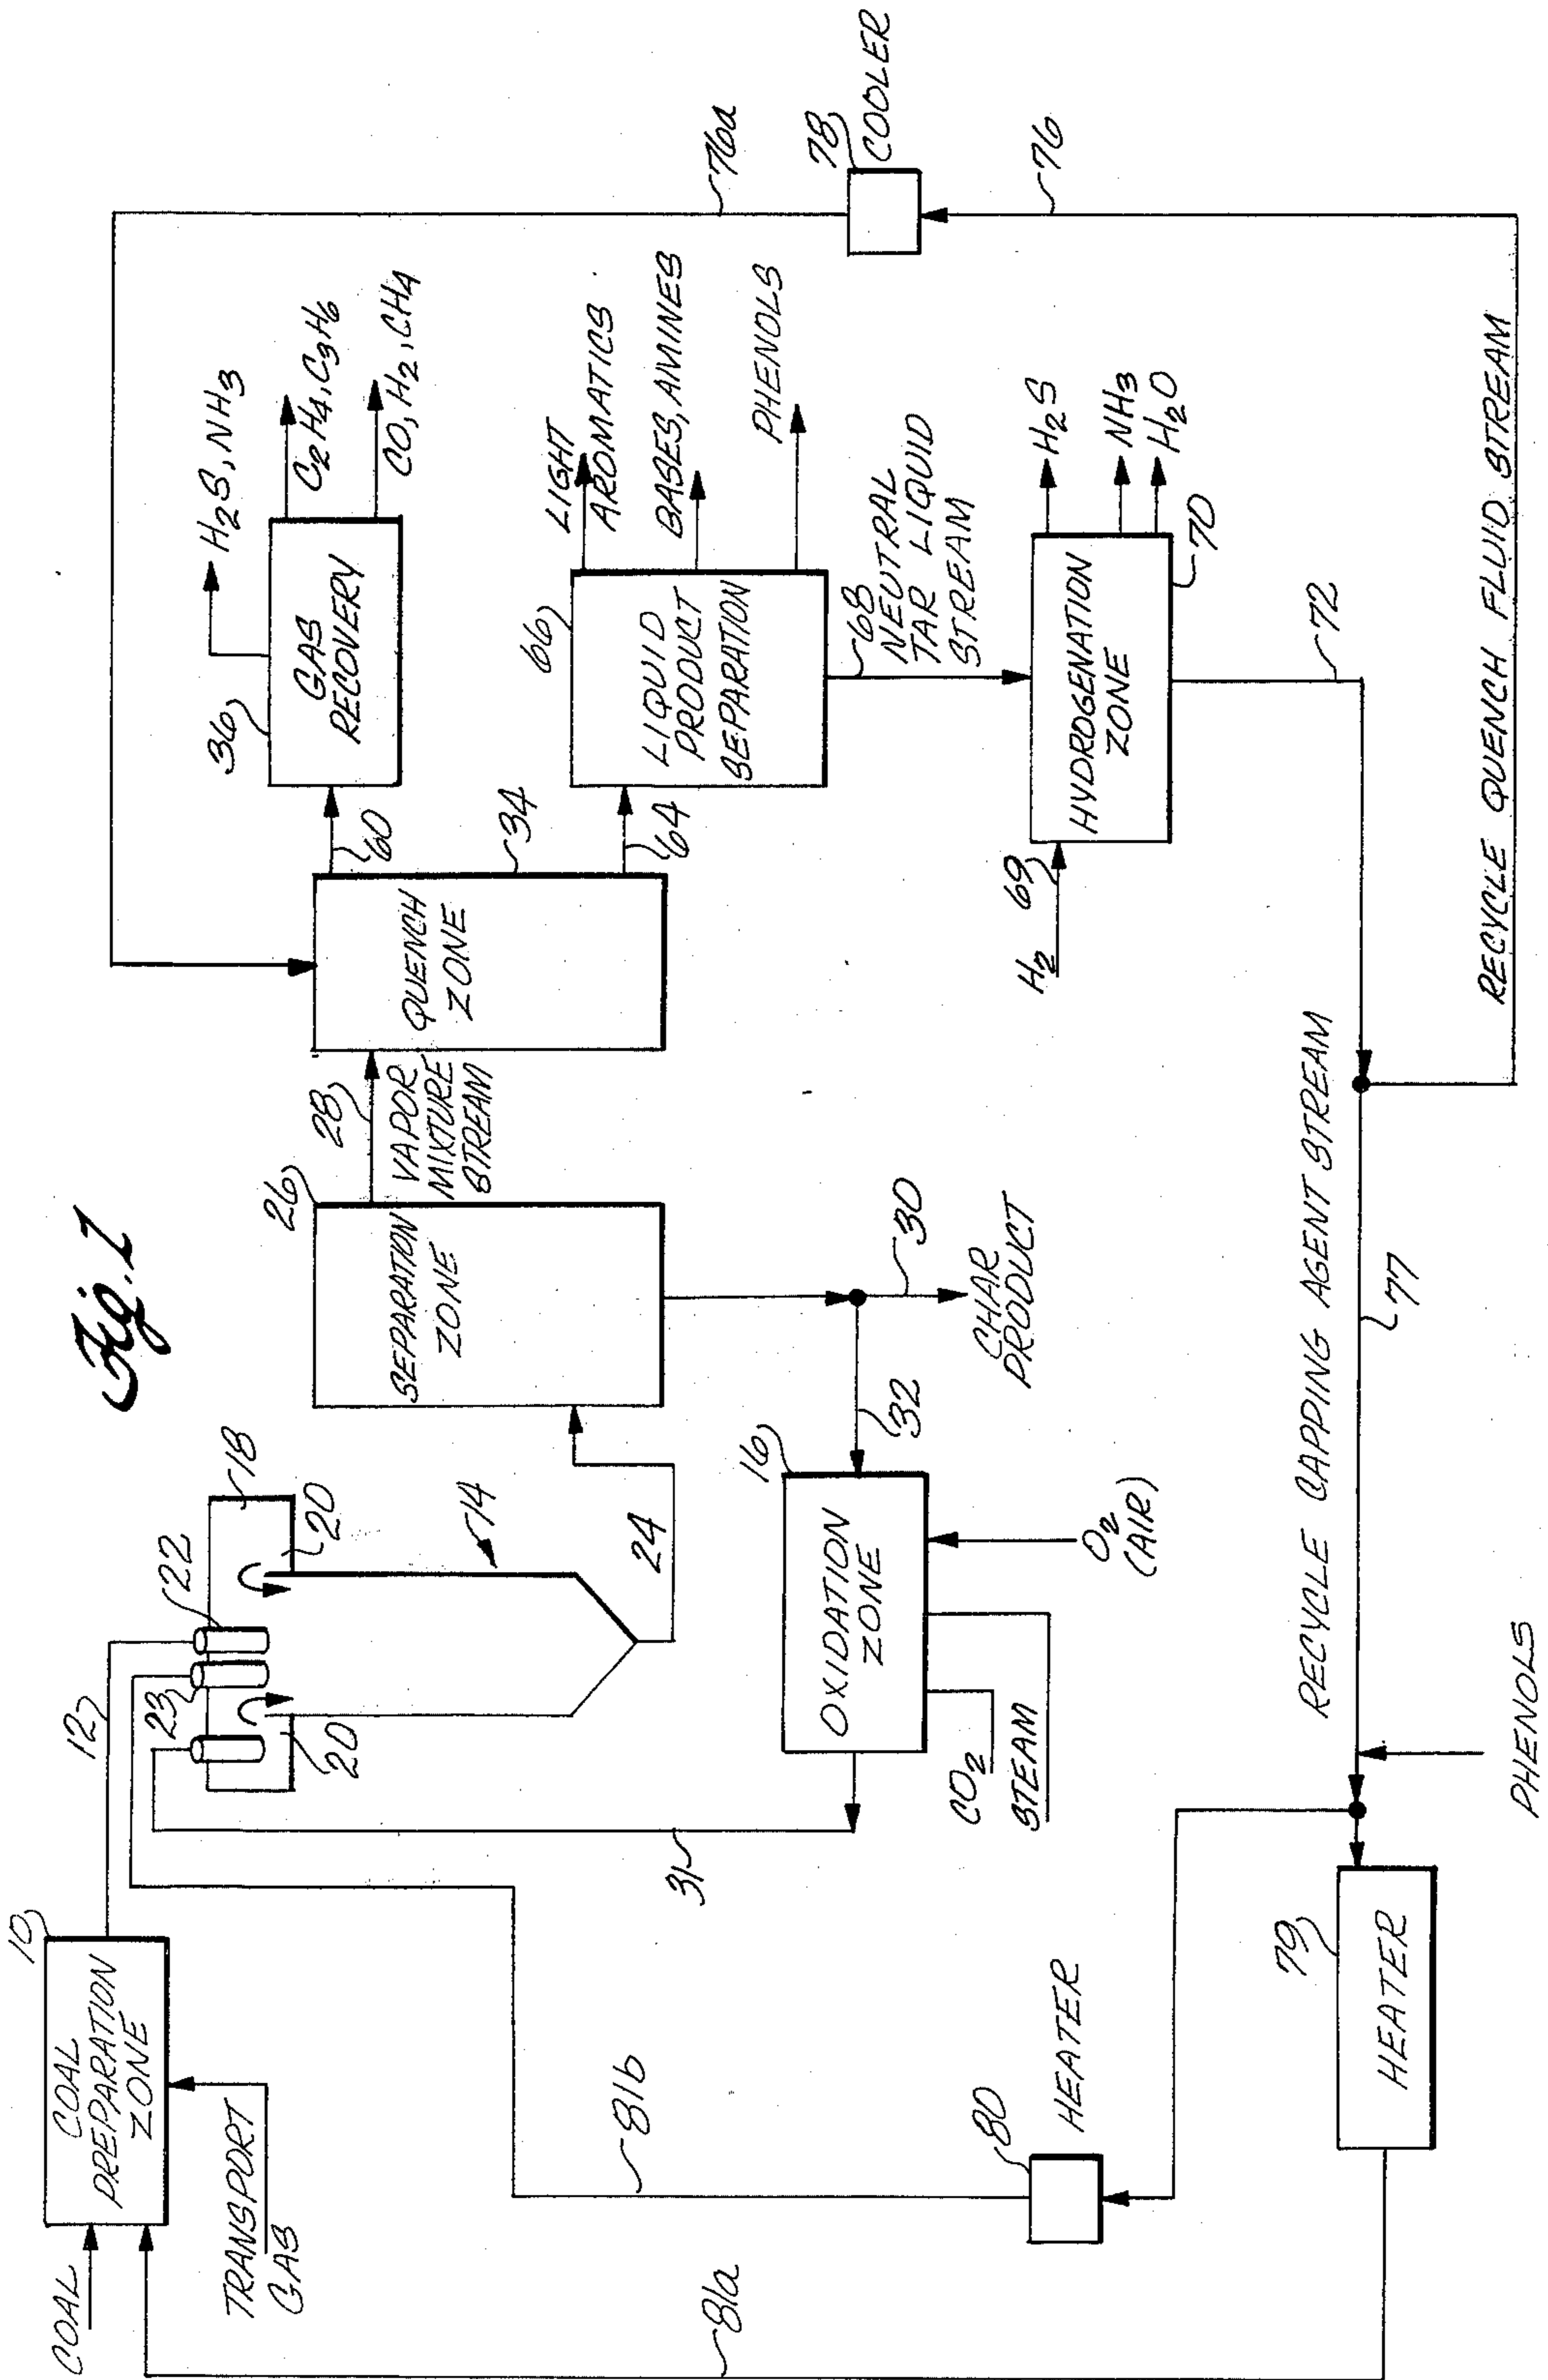 Fig. 1
COAL
10
COAL
PREPARATION
ZONE
TRANSPORT
GAS
12
23
22
18
20
20
14
24
31
81a
81b
80
HEATER
79
HEATER
26
SEPARATION
ZONE
28
VAPOR
MIXTURE
STREAM
30
CHAR
PRODUCT
32
16
OXIDATION
ZONE
O2
(AIR)
CO2
STEAM
QUENCH
ZONE
34
60
64
36
GAS
RECOVERY
H2S, NH3
C2H4, C3H6
CO, H2, CH4
66
LIQUID
PRODUCT
SEPARATION
LIGHT
AROMATICS
BASES, AMINES
PHENOLS
68
NEUTRAL
TAR LIQUID
STREAM
H2 69
HYDROGENATION
ZONE
70
H2S
NH3
H2O
72
76a
78
COOLER
76
RECYCLE QUENCH FLUID STREAM
RECYCLE CAPPING AGENT STREAM
77
PHENOLS